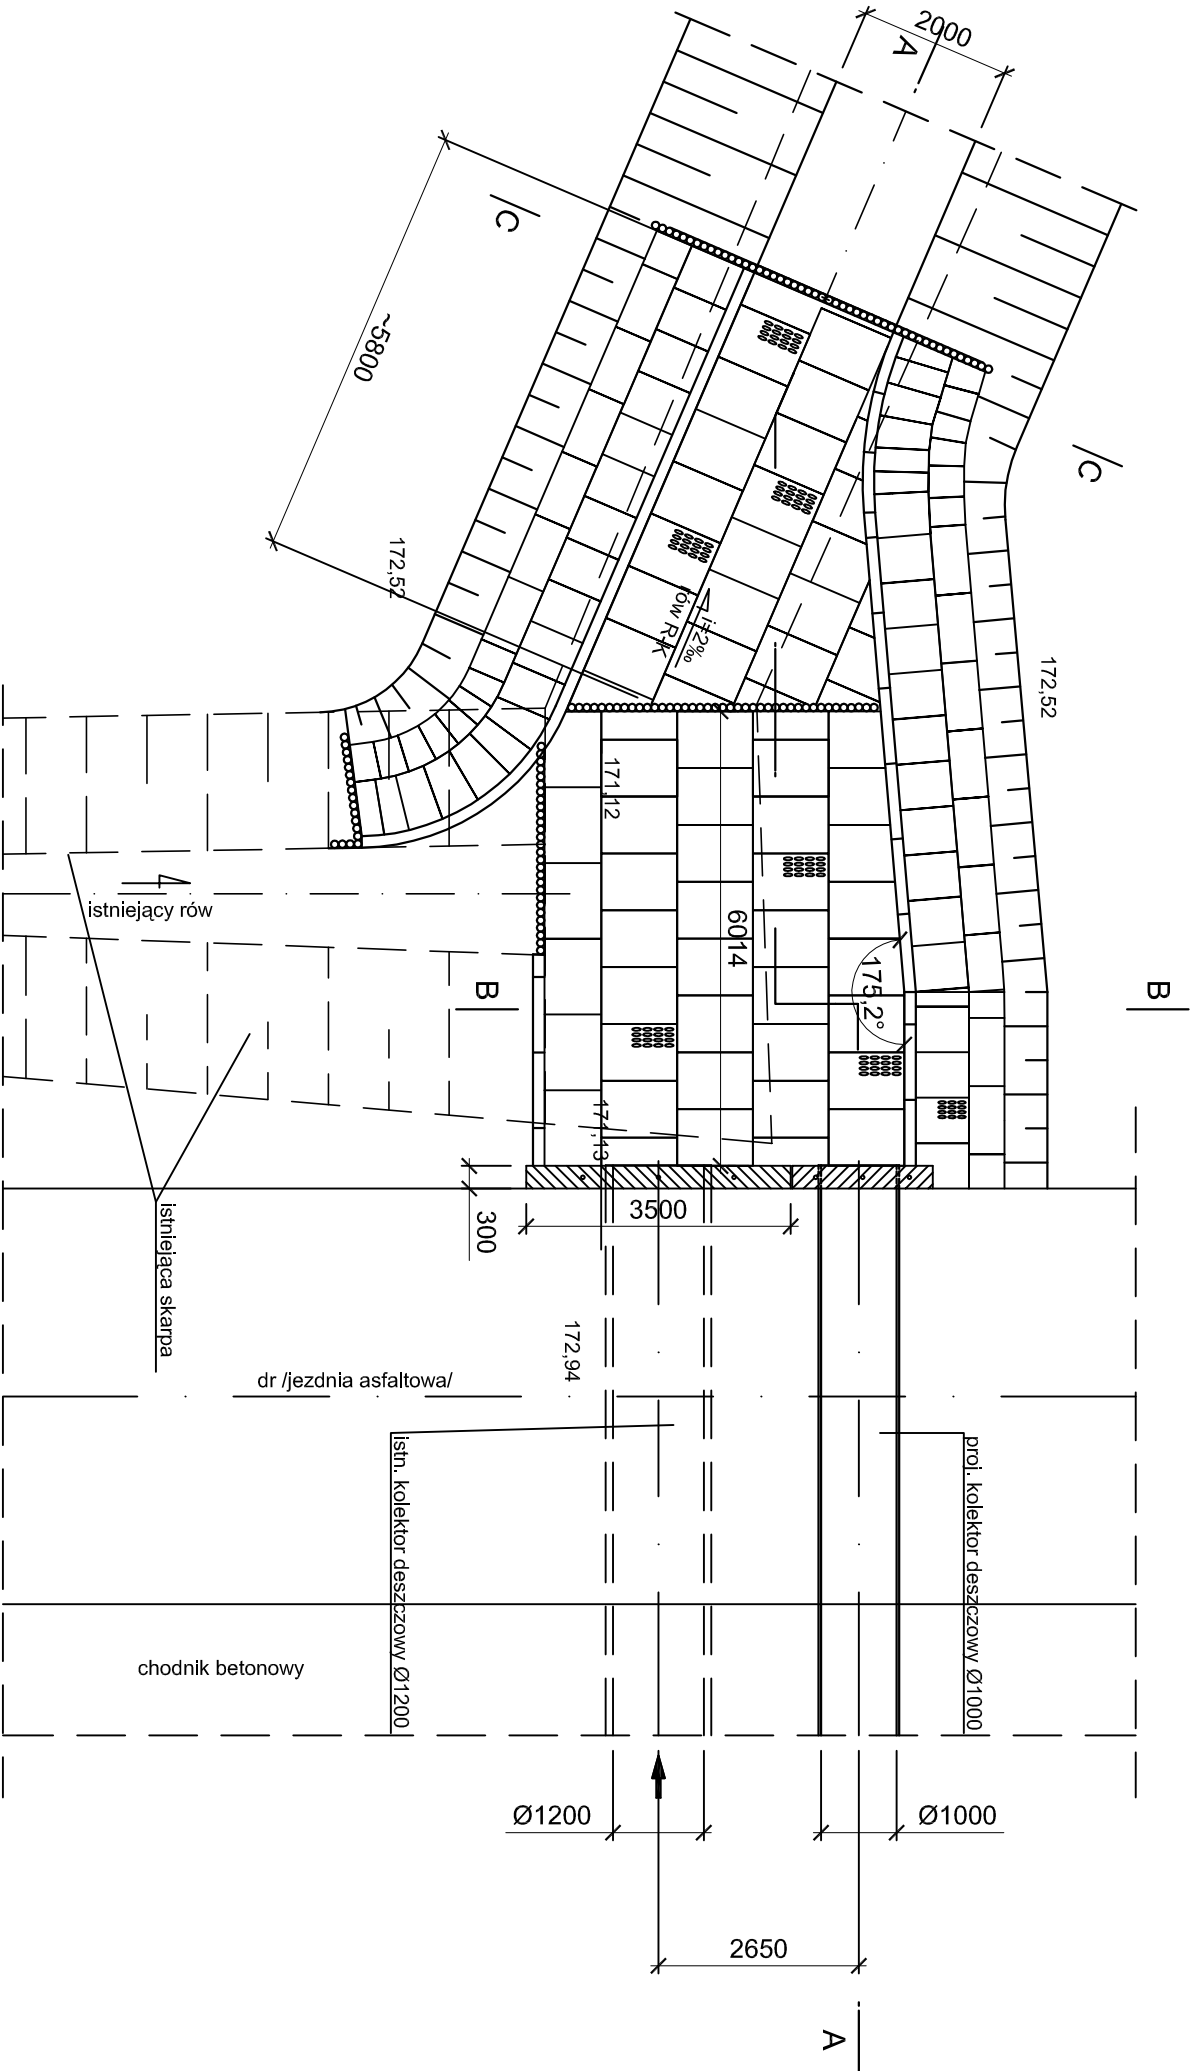 2000
A
C
~5800
C
172,52
172,52
i=2‰
rów R-K
171,12
6014
175,2°
istniejący rów
B
B
171,13
3500
300
istniejąca skarpa
172,94
dr /jezdnia asfaltowa/
istn. kolektor deszczowy Ø1200
proj. kolektor deszczowy Ø1000
chodnik betonowy
Ø1200
Ø1000
2650
A